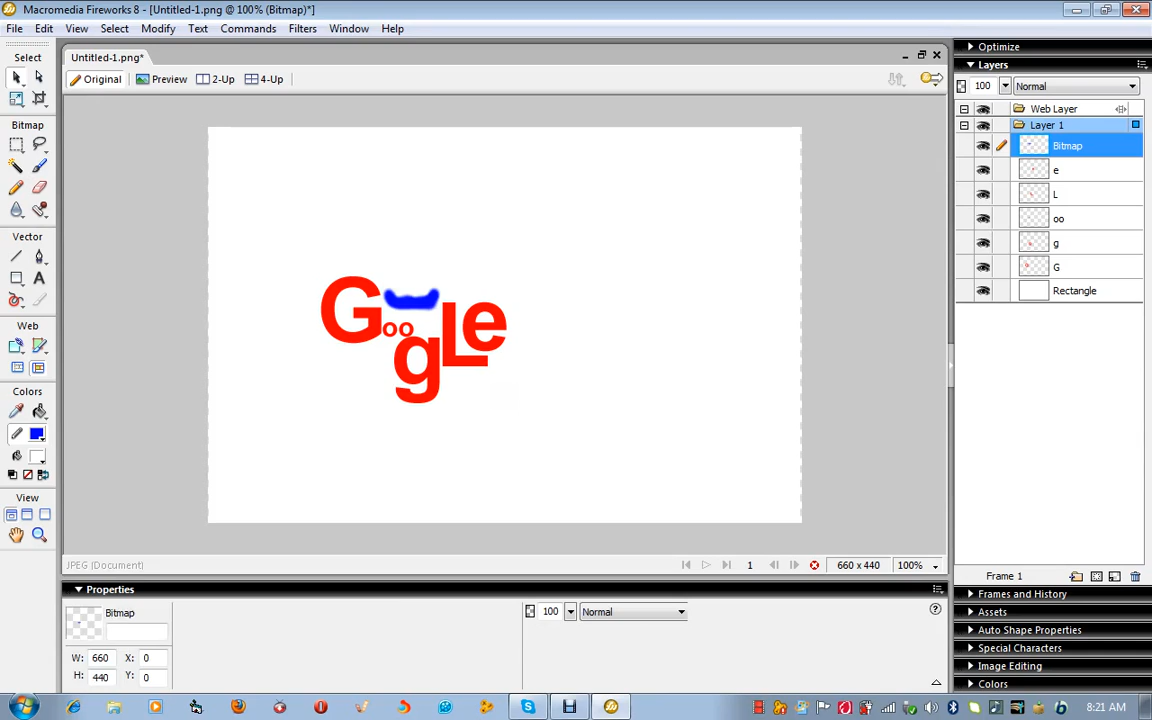 Macromedia Fireworks 8 - [Untitled-1.png @ 100% (Bitmap)*]
File Edit View Select Modify Text Commands Filters Window Help
Select
Untitled-1.png*
Original Preview 2-Up 4-Up
Bitmap
Vector
A
Web
Colors
View
G
oo
g
L
e
JPEG (Document)
1
660 x 440
100%
Properties
Bitmap
W: 660 X: 0
H: 440 Y: 0
100 Normal
?
Optimize
Layers
100 Normal
Web Layer
Layer 1
Bitmap
e
L
oo
g
G
Rectangle
Frame 1
Frames and History
Assets
Auto Shape Properties
Special Characters
Image Editing
Colors
8:21 AM